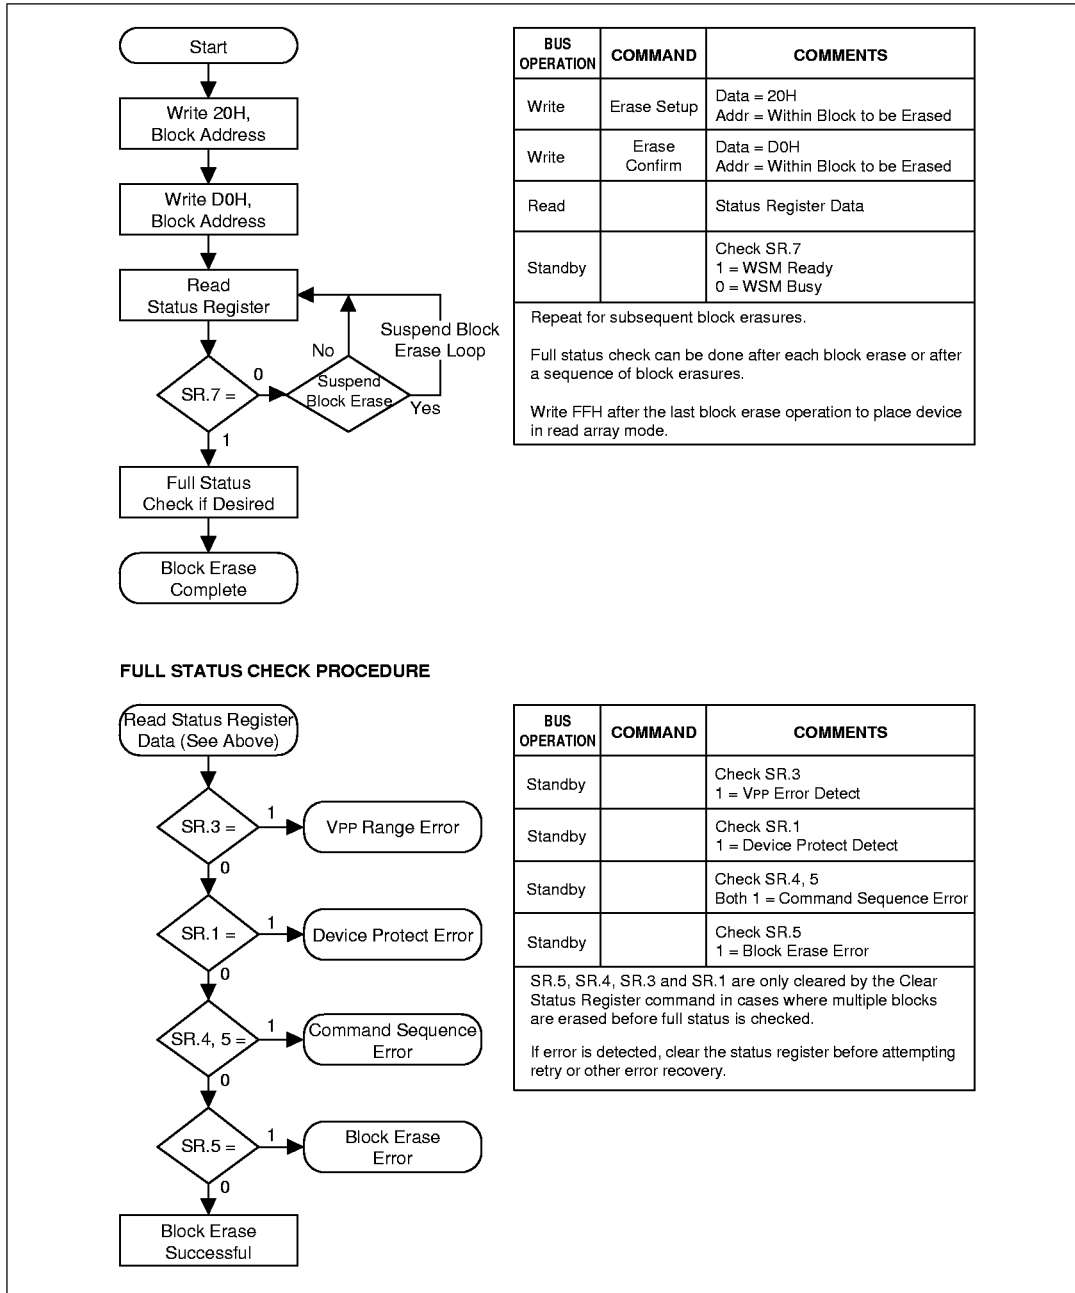 Start
Write 20H,
Block Address
Write D0H,
Block Address
Read
Status Register
Suspend Block
Erase Loop
No
0
Suspend
Block Erase
SR.7 =
Yes
1
Full Status
Check if Desired
Block Erase
Complete
BUS
OPERATION
COMMAND
COMMENTS
Write
Erase Setup
Data = 20H
Addr = Within Block to be Erased
Write
Erase
Confirm
Data = D0H
Addr = Within Block to be Erased
Read
Status Register Data
Standby
Check SR.7
1 = WSM Ready
0 = WSM Busy
Repeat for subsequent block erasures.
Full status check can be done after each block erase or after
a sequence of block erasures.
Write FFH after the last block erase operation to place device
in read array mode.
FULL STATUS CHECK PROCEDURE
Read Status Register
Data (See Above)
SR.3 =
1
VPP Range Error
0
SR.1 =
1
Device Protect Error
0
SR.4, 5 =
1
Command Sequence
Error
0
SR.5 =
1
Block Erase
Error
0
Block Erase
Successful
BUS
OPERATION
COMMAND
COMMENTS
Standby
Check SR.3
1 = VPP Error Detect
Standby
Check SR.1
1 = Device Protect Detect
Standby
Check SR.4, 5
Both 1 = Command Sequence Error
Standby
Check SR.5
1 = Block Erase Error
SR.5, SR.4, SR.3 and SR.1 are only cleared by the Clear
Status Register command in cases where multiple blocks
are erased before full status is checked.
If error is detected, clear the status register before attempting
retry or other error recovery.